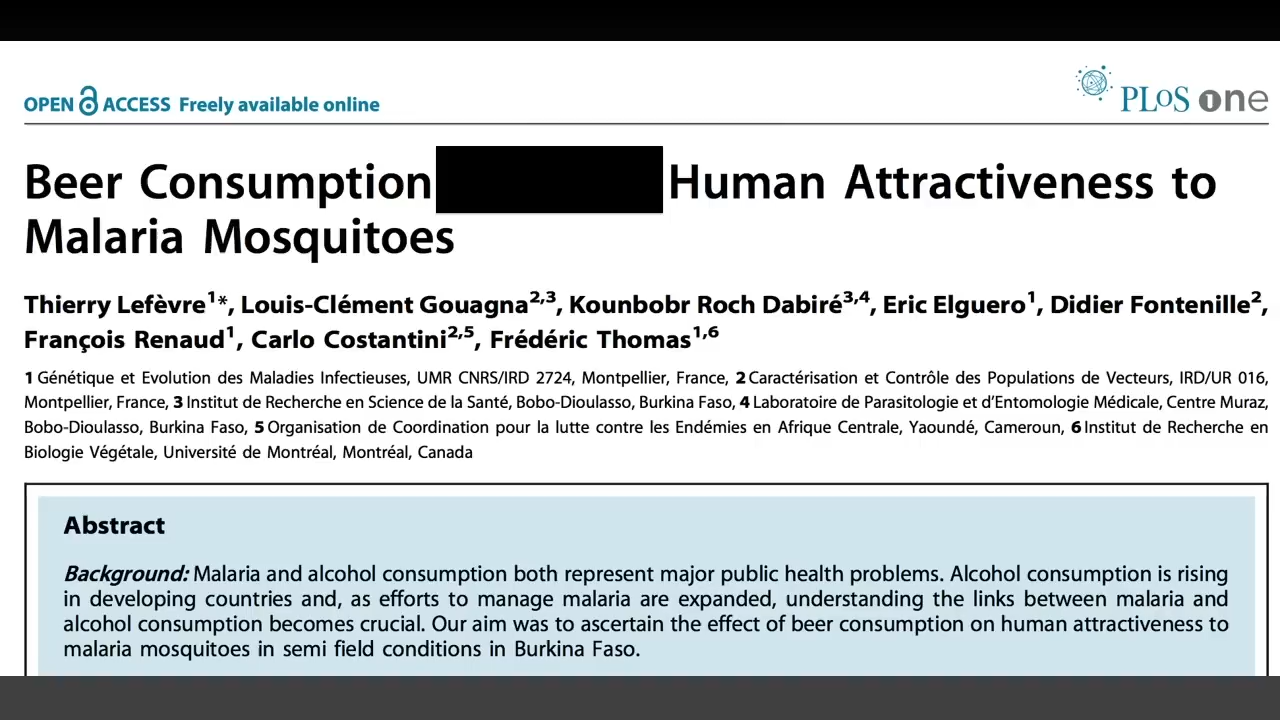 OPEN ACCESS Freely available online
PLoS one
Beer Consumption Human Attractiveness to
Malaria Mosquitoes
Thierry Lefèvre1*, Louis-Clément Gouagna2,3, Kounbobr Roch Dabiré3,4, Eric Elguero1, Didier Fontenille2,
François Renaud1, Carlo Costantini2,5, Frédéric Thomas1,6
1 Génétique et Evolution des Maladies Infectieuses, UMR CNRS/IRD 2724, Montpellier, France, 2 Caractérisation et Contrôle des Populations de Vecteurs, IRD/UR 016,
Montpellier, France, 3 Institut de Recherche en Science de la Santé, Bobo-Dioulasso, Burkina Faso, 4 Laboratoire de Parasitologie et d'Entomologie Médicale, Centre Muraz,
Bobo-Dioulasso, Burkina Faso, 5 Organisation de Coordination pour la lutte contre les Endémies en Afrique Centrale, Yaoundé, Cameroun, 6 Institut de Recherche en
Biologie Végétale, Université de Montréal, Montréal, Canada
Abstract
Background: Malaria and alcohol consumption both represent major public health problems. Alcohol consumption is rising
in developing countries and, as efforts to manage malaria are expanded, understanding the links between malaria and
alcohol consumption becomes crucial. Our aim was to ascertain the effect of beer consumption on human attractiveness to
malaria mosquitoes in semi field conditions in Burkina Faso.